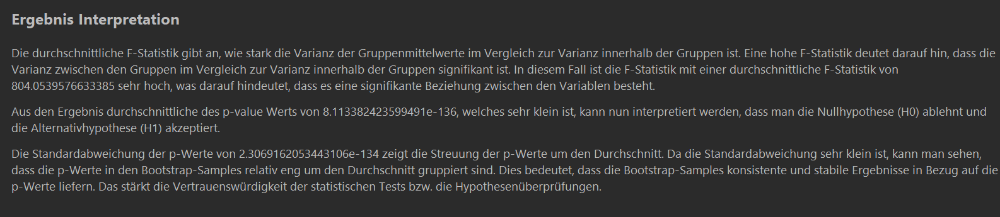 Ergebnis Interpretation
Die durchschnittliche F-Statistik gibt an, wie stark die Varianz der Gruppenmittelwerte im Vergleich zur Varianz innerhalb der Gruppen ist. Eine hohe F-Statistik deutet darauf hin, dass die
Varianz zwischen den Gruppen im Vergleich zur Varianz innerhalb der Gruppen signifikant ist. In diesem Fall ist die F-Statistik mit einer durchschnittliche F-Statistik von
804.0539576633385 sehr hoch, was darauf hindeutet, dass es eine signifikante Beziehung zwischen den Variablen besteht.
Aus den Ergebnis durchschnittliche des p-value Werts von 8.113382423599491e-136, welches sehr klein ist, kann nun interpretiert werden, dass man die Nullhypothese (H0) ablehnt und
die Alternativhypothese (H1) akzeptiert.
Die Standardabweichung der p-Werte von 2.3069162053443106e-134 zeigt die Streuung der p-Werte um den Durchschnitt. Da die Standardabweichung sehr klein ist, kann man sehen,
dass die p-Werte in den Bootstrap-Samples relativ eng um den Durchschnitt gruppiert sind. Dies bedeutet, dass die Bootstrap-Samples konsistente und stabile Ergebnisse in Bezug auf die
p-Werte liefern. Das stärkt die Vertrauenswürdigkeit der statistischen Tests bzw. die Hypothesenüberprüfungen.